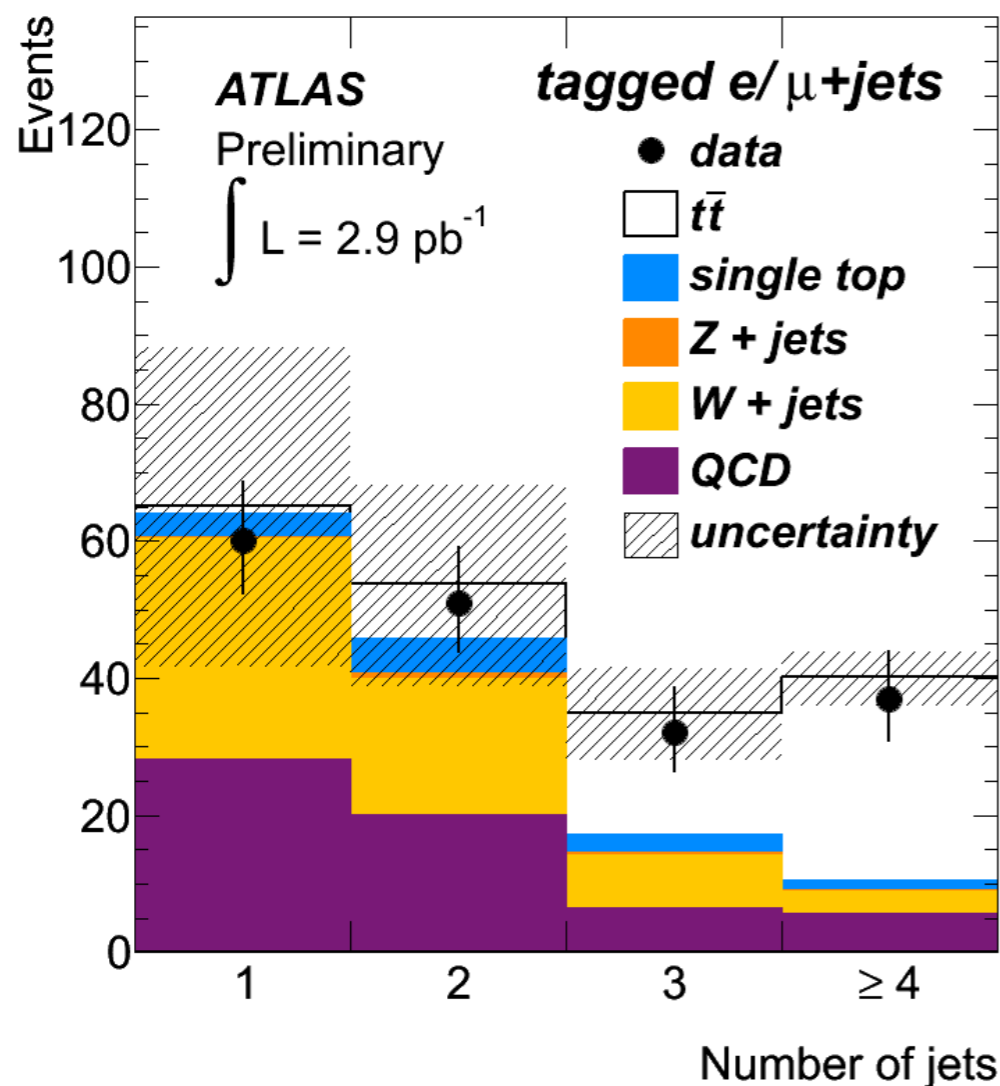 Events
120
100
80
60
40
20
0
ATLAS
Preliminary
∫ L = 2.9 pb⁻¹
tagged e/ μ+jets
data
tt̄
single top
Z + jets
W + jets
QCD
uncertainty
1 2 3 ≥ 4
Number of jets